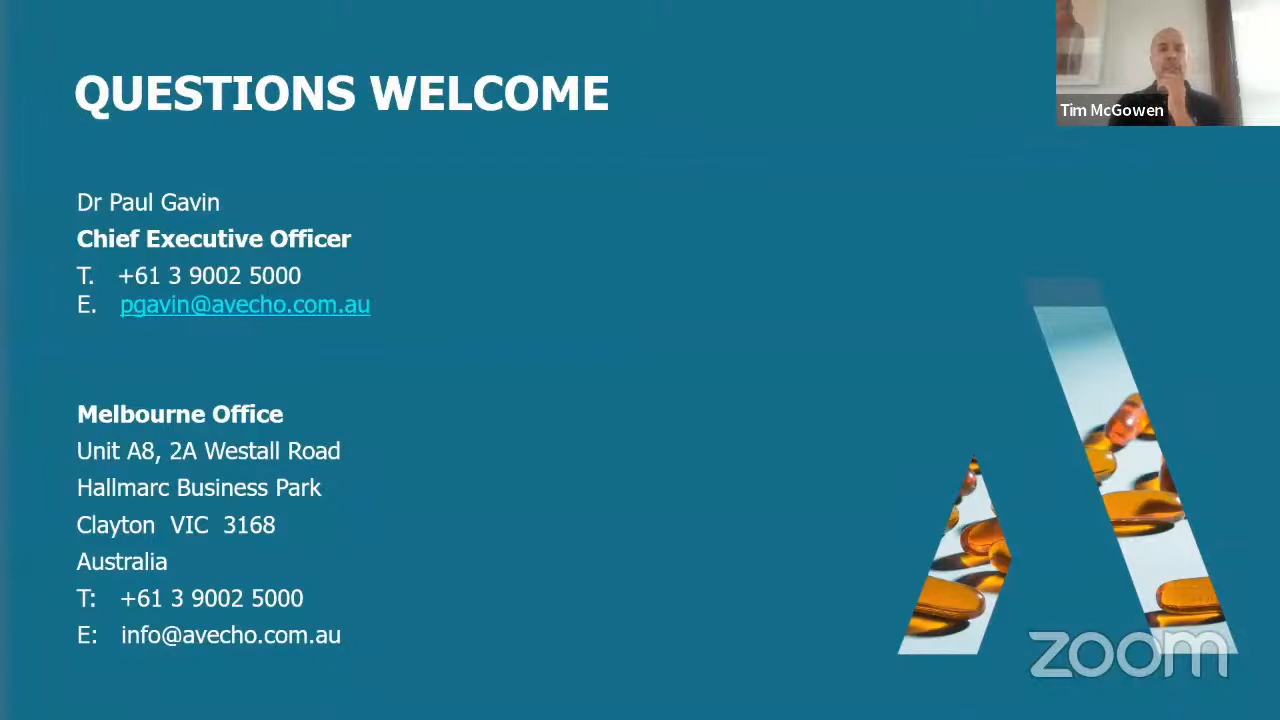 QUESTIONS WELCOME
Tim McGowen
Dr Paul Gavin
Chief Executive Officer
T. +61 3 9002 5000
E. pgavin@avecho.com.au
Melbourne Office
Unit A8, 2A Westall Road
Hallmarc Business Park
Clayton VIC 3168
Australia
T: +61 3 9002 5000
E: info@avecho.com.au
zoom